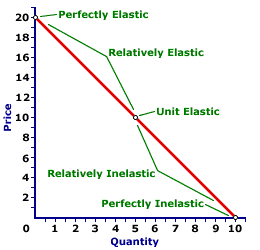 20
Perfectly Elastic
18
16
Relatively Elastic
14
12
Unit Elastic
10
Price
8
6
Relatively Inelastic
4
2
Perfectly Inelastic
0 1 2 3 4 5 6 7 8 9 10
Quantity